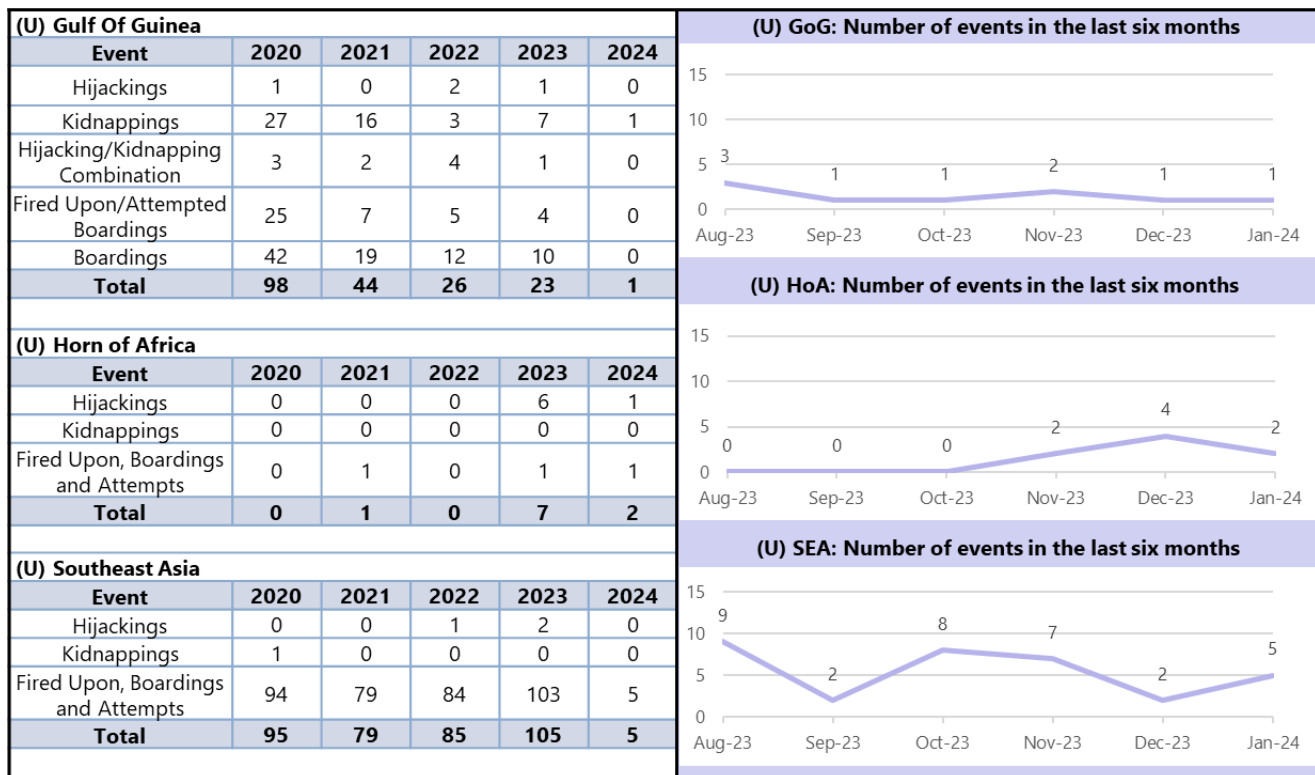 (U) Gulf Of Guinea
Event 2020 2021 2022 2023 2024
Hijackings 1 0 2 1 0
Kidnappings 27 16 3 7 1
Hijacking/Kidnapping
Combination 3 2 4 1 0
Fired Upon/Attempted
Boardings 25 7 5 4 0
Boardings 42 19 12 10 0
Total 98 44 26 23 1
(U) Horn of Africa
Event 2020 2021 2022 2023 2024
Hijackings 0 0 0 6 1
Kidnappings 0 0 0 0 0
Fired Upon, Boardings
and Attempts 0 1 0 1 1
Total 0 1 0 7 2
(U) Southeast Asia
Event 2020 2021 2022 2023 2024
Hijackings 0 0 1 2 0
Kidnappings 1 0 0 0 0
Fired Upon, Boardings
and Attempts 94 79 84 103 5
Total 95 79 85 105 5
(U) GoG: Number of events in the last six months
15
10
5
0
3 1 1 2 1 1
Aug-23 Sep-23 Oct-23 Nov-23 Dec-23 Jan-24
(U) HoA: Number of events in the last six months
15
10
5
0
0 0 0 2 4 2
Aug-23 Sep-23 Oct-23 Nov-23 Dec-23 Jan-24
(U) SEA: Number of events in the last six months
15
10
5
0
9 2 8 7 2 5
Aug-23 Sep-23 Oct-23 Nov-23 Dec-23 Jan-24